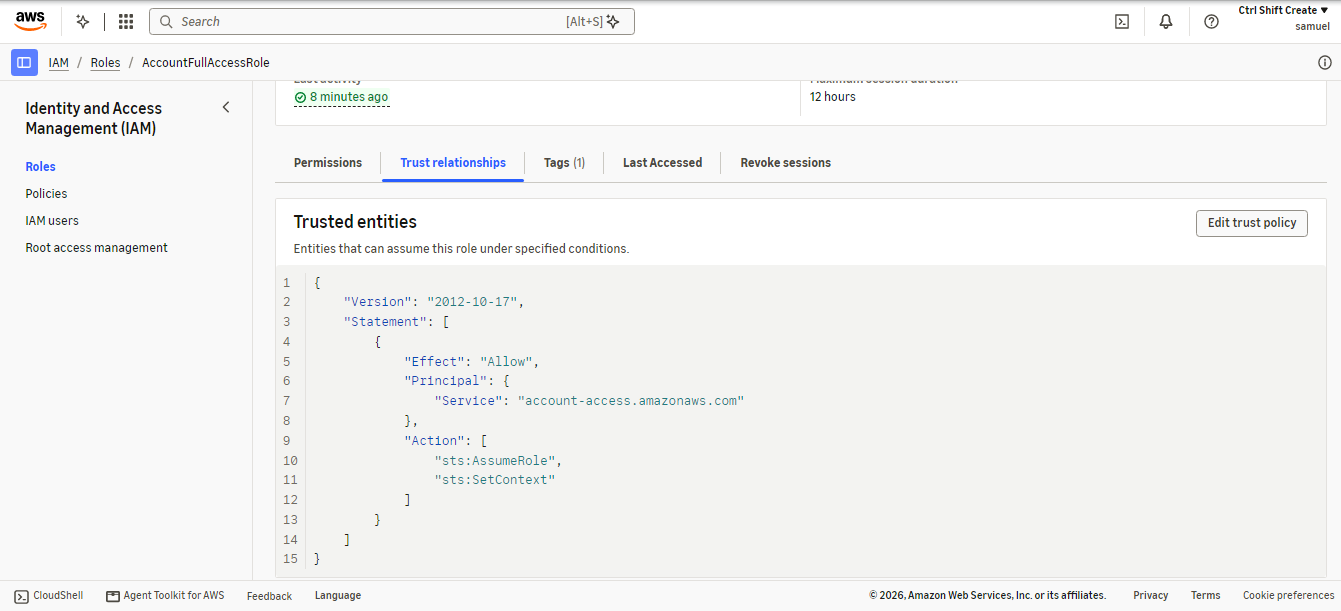 aws
Search [Alt+S]
Ctrl Shift Create
samuel
IAM / Roles / AccountFullAccessRole
Identity and Access
Management (IAM)
Roles
Policies
IAM users
Root access management
Last activity
8 minutes ago
Maximum session duration
12 hours
Permissions
Trust relationships
Tags (1)
Last Accessed
Revoke sessions
Trusted entities
Edit trust policy
Entities that can assume this role under specified conditions.
1 {
2 "Version": "2012-10-17",
3 "Statement": [
4 {
5 "Effect": "Allow",
6 "Principal": {
7 "Service": "account-access.amazonaws.com"
8 },
9 "Action": [
10 "sts:AssumeRole",
11 "sts:SetContext"
12 ]
13 }
14 ]
15 }
CloudShell
Agent Toolkit for AWS
Feedback
Language
© 2026, Amazon Web Services, Inc. or its affiliates.
Privacy
Terms
Cookie preferences